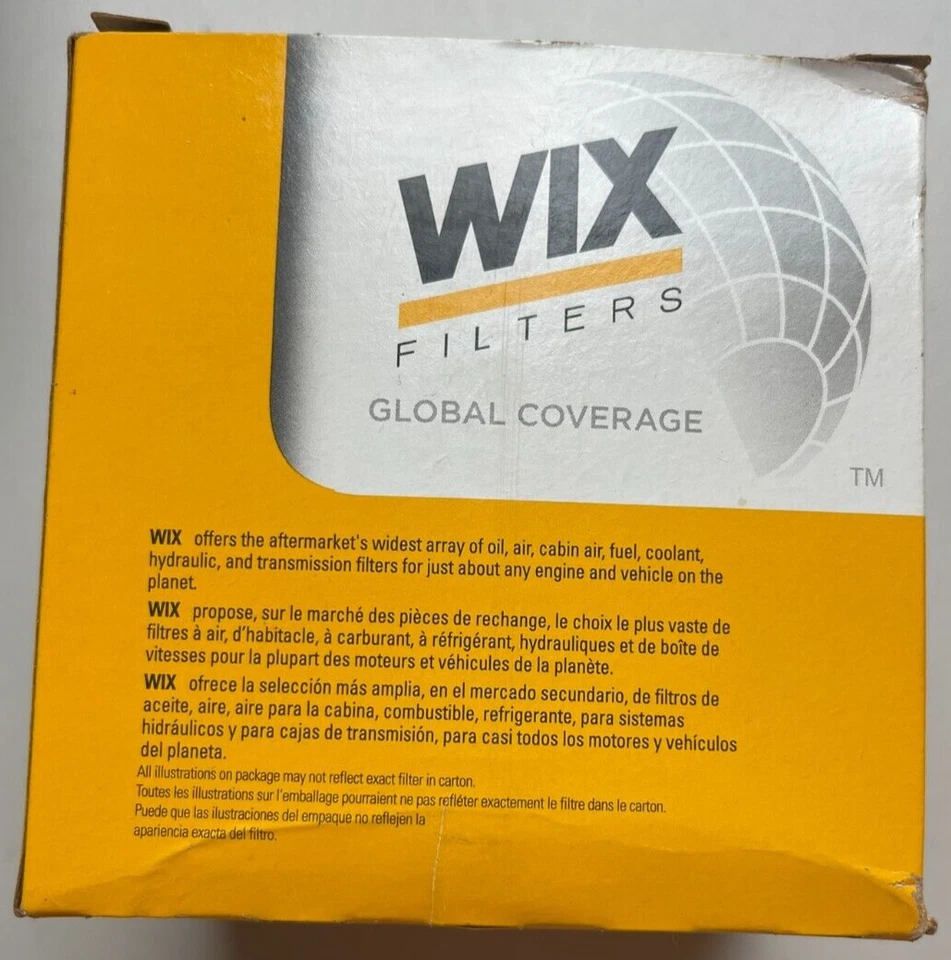 WIX
FILTERS
GLOBAL COVERAGE
TM
WIX offers the aftermarket's widest array of oil, air, cabin air, fuel, coolant,
hydraulic, and transmission filters for just about any engine and vehicle on the
planet.
WIX propose, sur le marché des pièces de rechange, le choix le plus vaste de
filtres à air, d'habitacle, à carburant, à réfrigérant, hydrauliques et de boîte de
vitesses pour la plupart des moteurs et véhicules de la planète.
WIX ofrece la selección más amplia, en el mercado secundario, de filtros de
aceite, aire, aire para la cabina, combustible, refrigerante, para sistemas
hidráulicos y para cajas de transmisión, para casi todos los motores y vehículos
del planeta.
All illustrations on package may not reflect exact filter in carton.
Toutes les illustrations sur l'emballage pourraient ne pas refléter exactement le filtre dans le carton.
Puede que las ilustraciones del empaque no reflejen la
apariencia exacta del filtro.